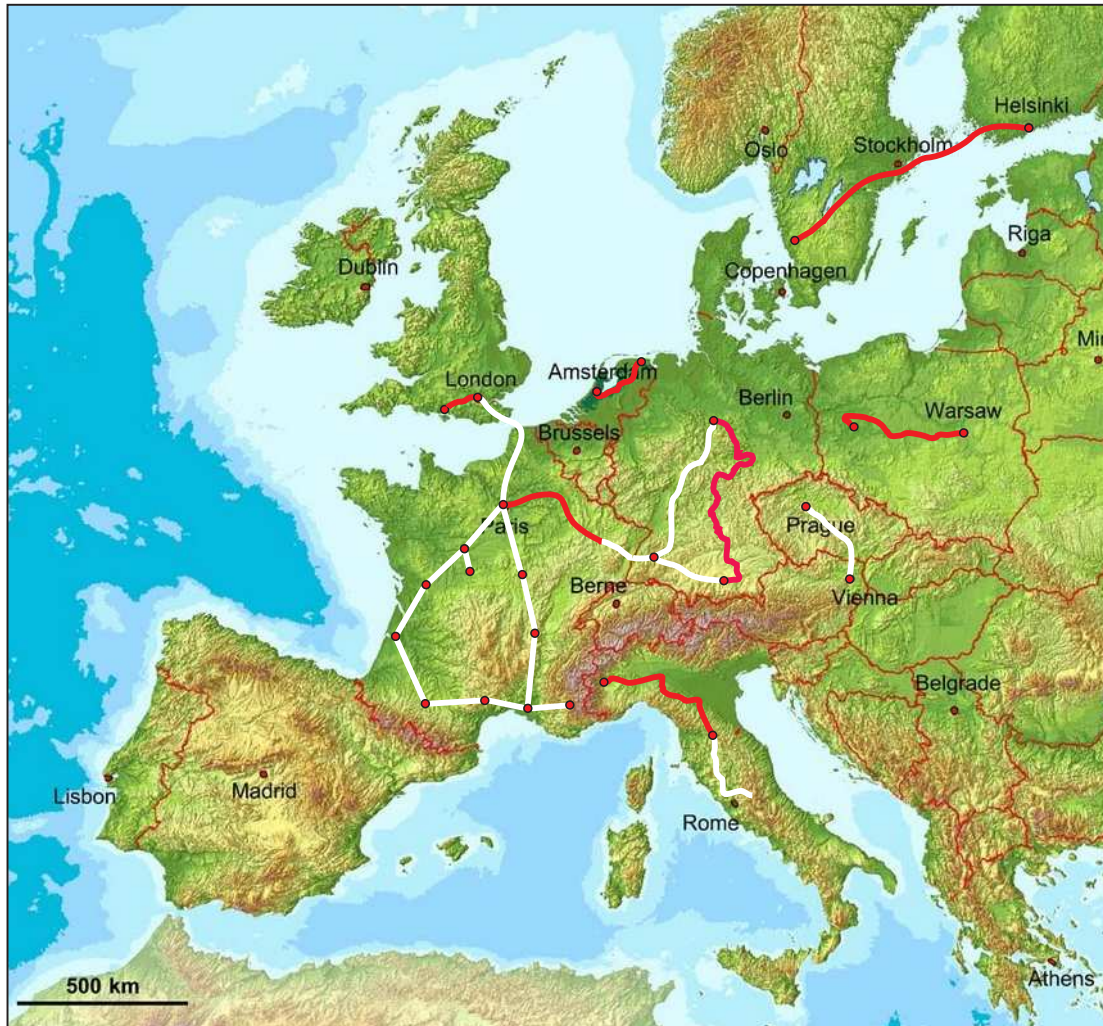 Helsinki
Oslo
Stockholm
Riga
Dublin
Copenhagen
Min
London
Amsterdam
Berlin
Warsaw
Brussels
Paris
Prague
Berne
Vienna
Belgrade
Lisbon
Madrid
Rome
Athens
500 km